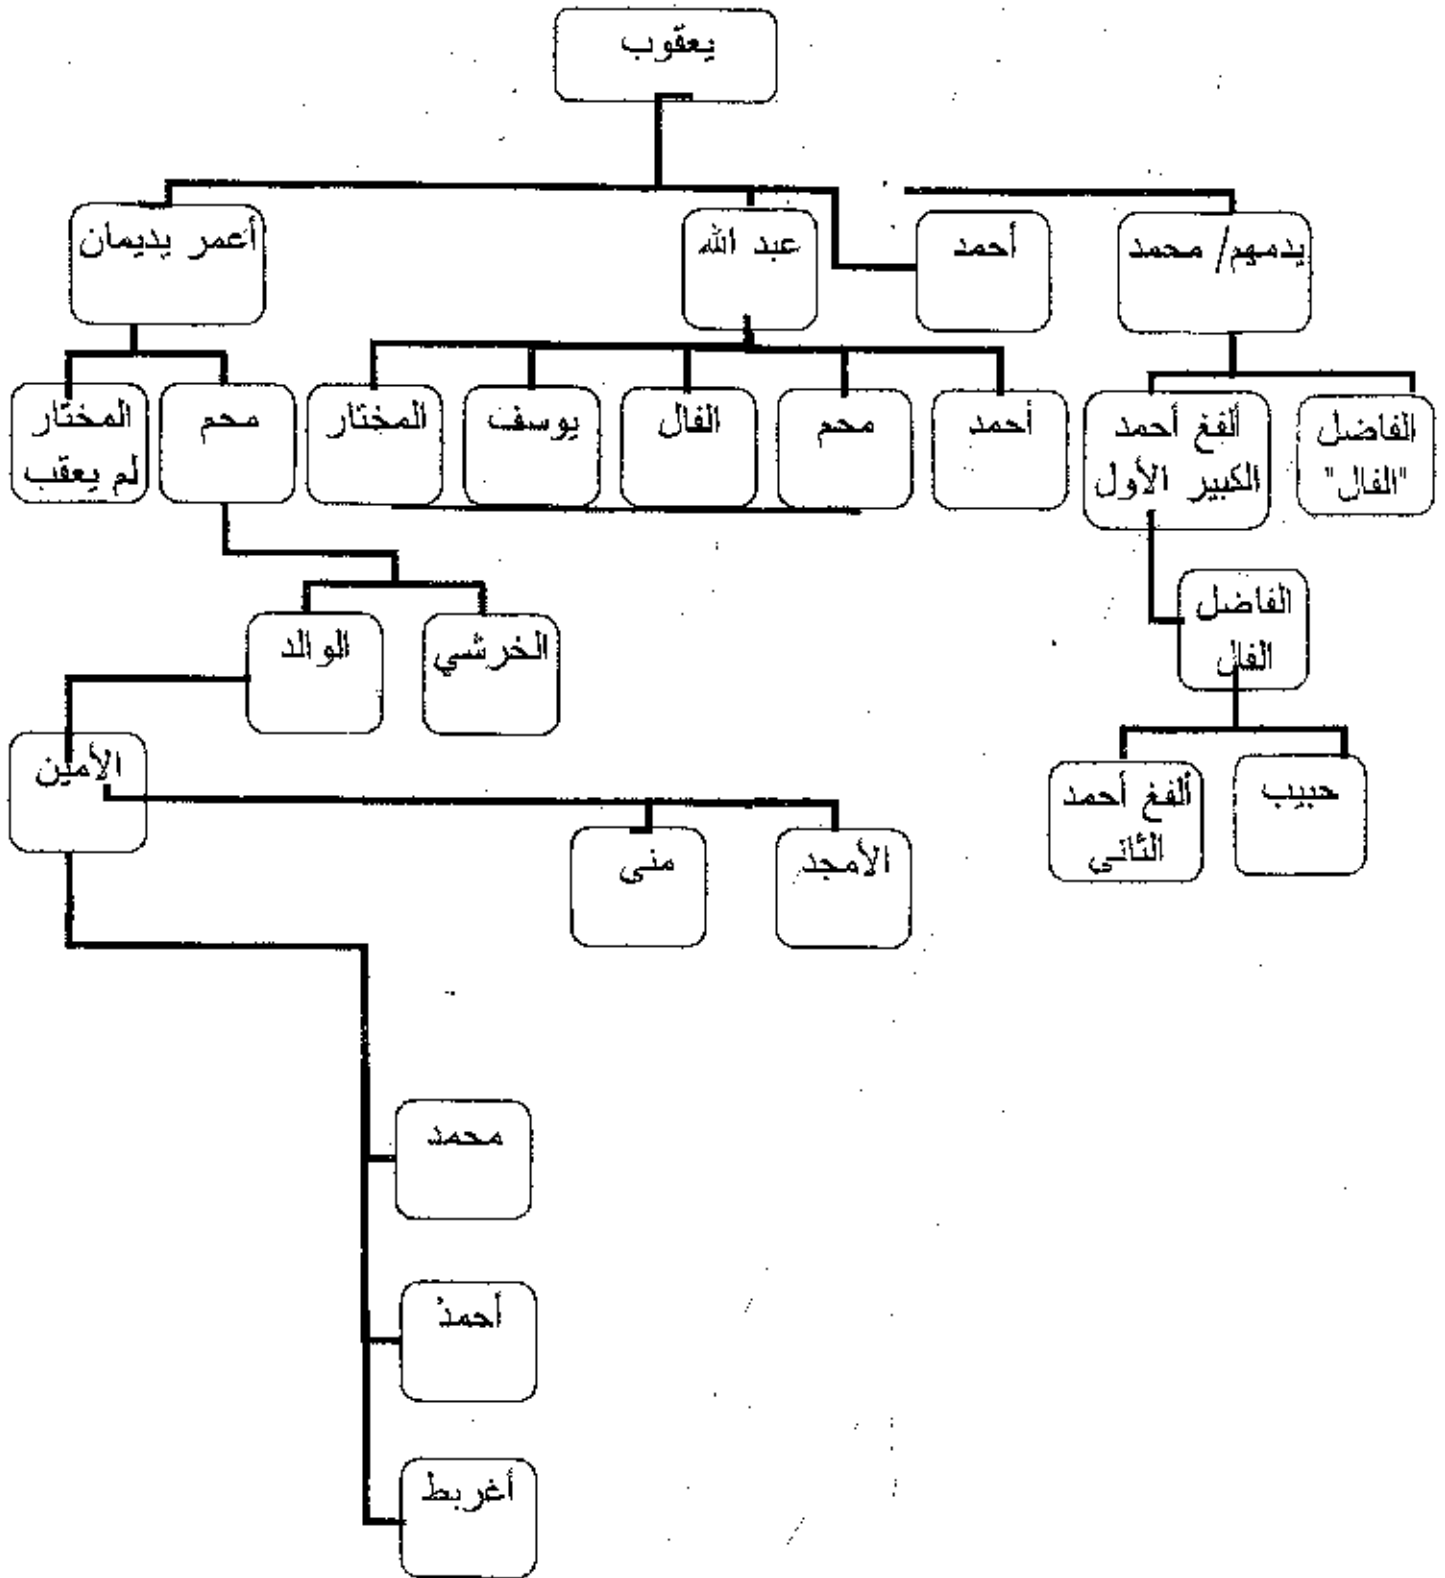 يعقوب
يدمهم/ محمد
أحمد
عبد الله
أعمر يديمان
الفاضل
"الفال"
ألفغ أحمد
الكبير الأول
أحمد
محم
الفال
يوسف
المختار
محم
المختار
لم يعقب
الفاضل
الفال
الخرشي
الوالد
حبيب
ألفغ أحمد
الثاني
الأمين
الأمجد
منى
محمد
أحمد
أغربط